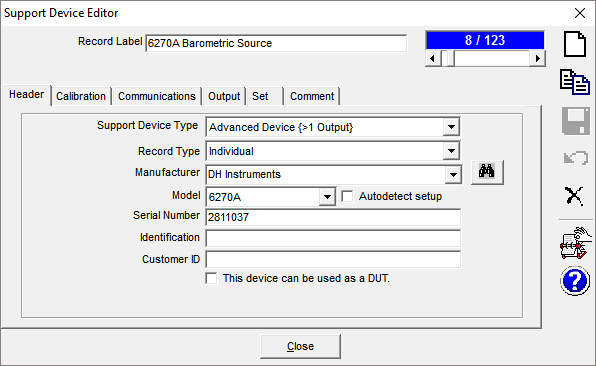 Support Device Editor
Record Label 6270A Barometric Source 8 / 123
Header Calibration Communications Output Set Comment
Support Device Type Advanced Device {>1 Output}
Record Type Individual
Manufacturer DH Instruments
Model 6270A Autodetect setup
Serial Number 2811037
Identification
Customer ID
This device can be used as a DUT.
Close